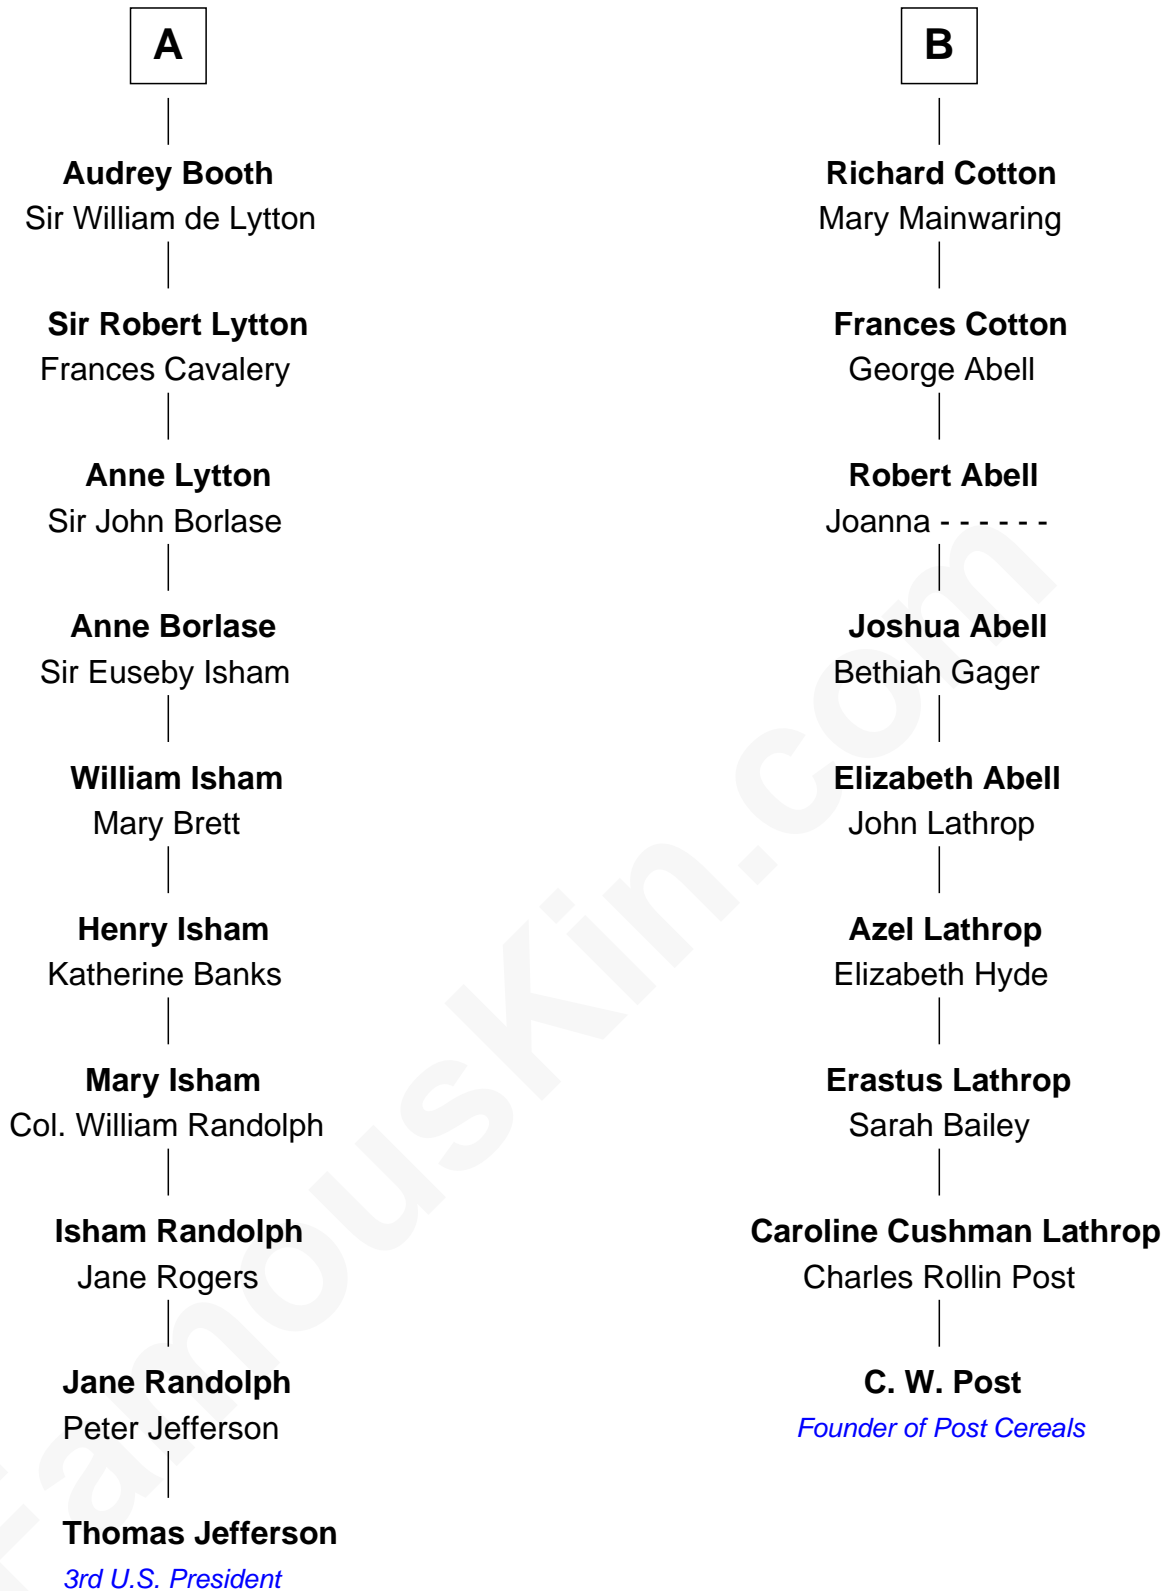 A
Audrey Booth
Sir William de Lytton
Sir Robert Lytton
Frances Cavalery
Anne Lytton
Sir John Borlase
Anne Borlase
Sir Euseby Isham
William Isham
Mary Brett
Henry Isham
Katherine Banks
Mary Isham
Col. William Randolph
Isham Randolph
Jane Rogers
Jane Randolph
Peter Jefferson
Thomas Jefferson
3rd U.S. President
B
Richard Cotton
Mary Mainwaring
Frances Cotton
George Abell
Robert Abell
Joanna - - - - - -
Joshua Abell
Bethiah Gager
Elizabeth Abell
John Lathrop
Azel Lathrop
Elizabeth Hyde
Erastus Lathrop
Sarah Bailey
Caroline Cushman Lathrop
Charles Rollin Post
C. W. Post
Founder of Post Cereals
FamousKin.com